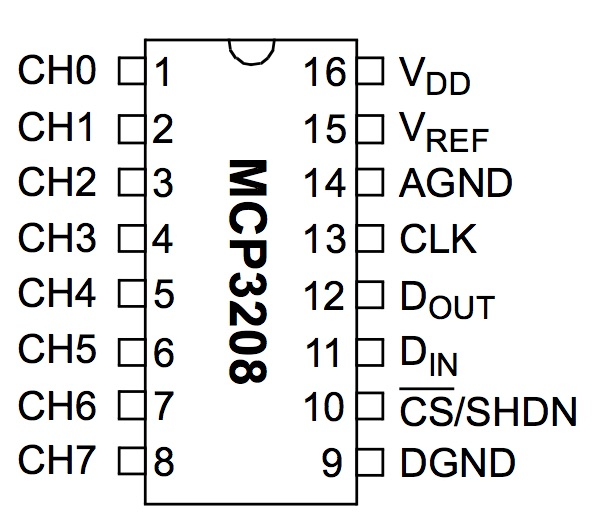 CH0 1 16 VDD
CH1 2 15 VREF
CH2 3 14 AGND
CH3 4 13 CLK
CH4 5 12 DOUT
CH5 6 11 DIN
CH6 7 10 C̅S̅/SHDN
CH7 8 9 DGND
MCP3208